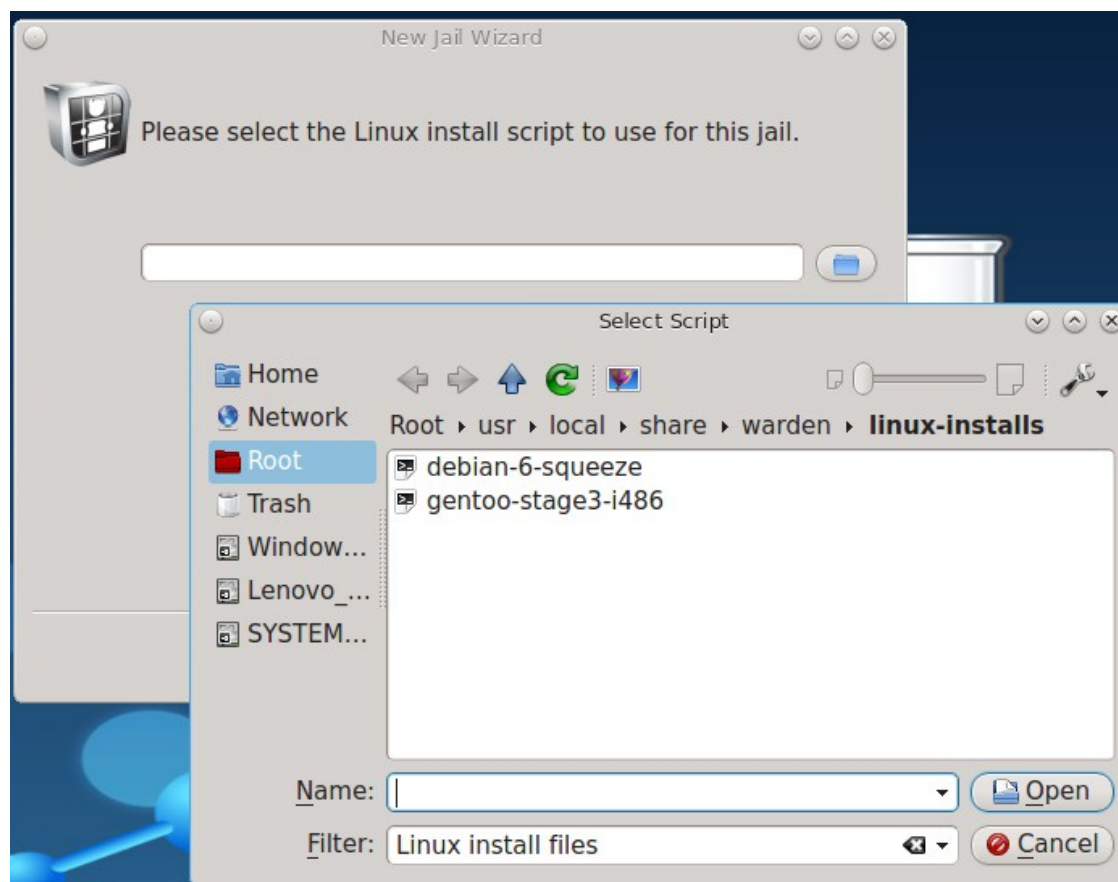 New Jail Wizard
Please select the Linux install script to use for this jail.
Select Script
Home
Network
Root
Trash
Window...
Lenovo_...
SYSTEM...
Root ▸ usr ▸ local ▸ share ▸ warden ▸ linux-installs
debian-6-squeeze
gentoo-stage3-i486
Name:
Open
Filter: Linux install files
Cancel